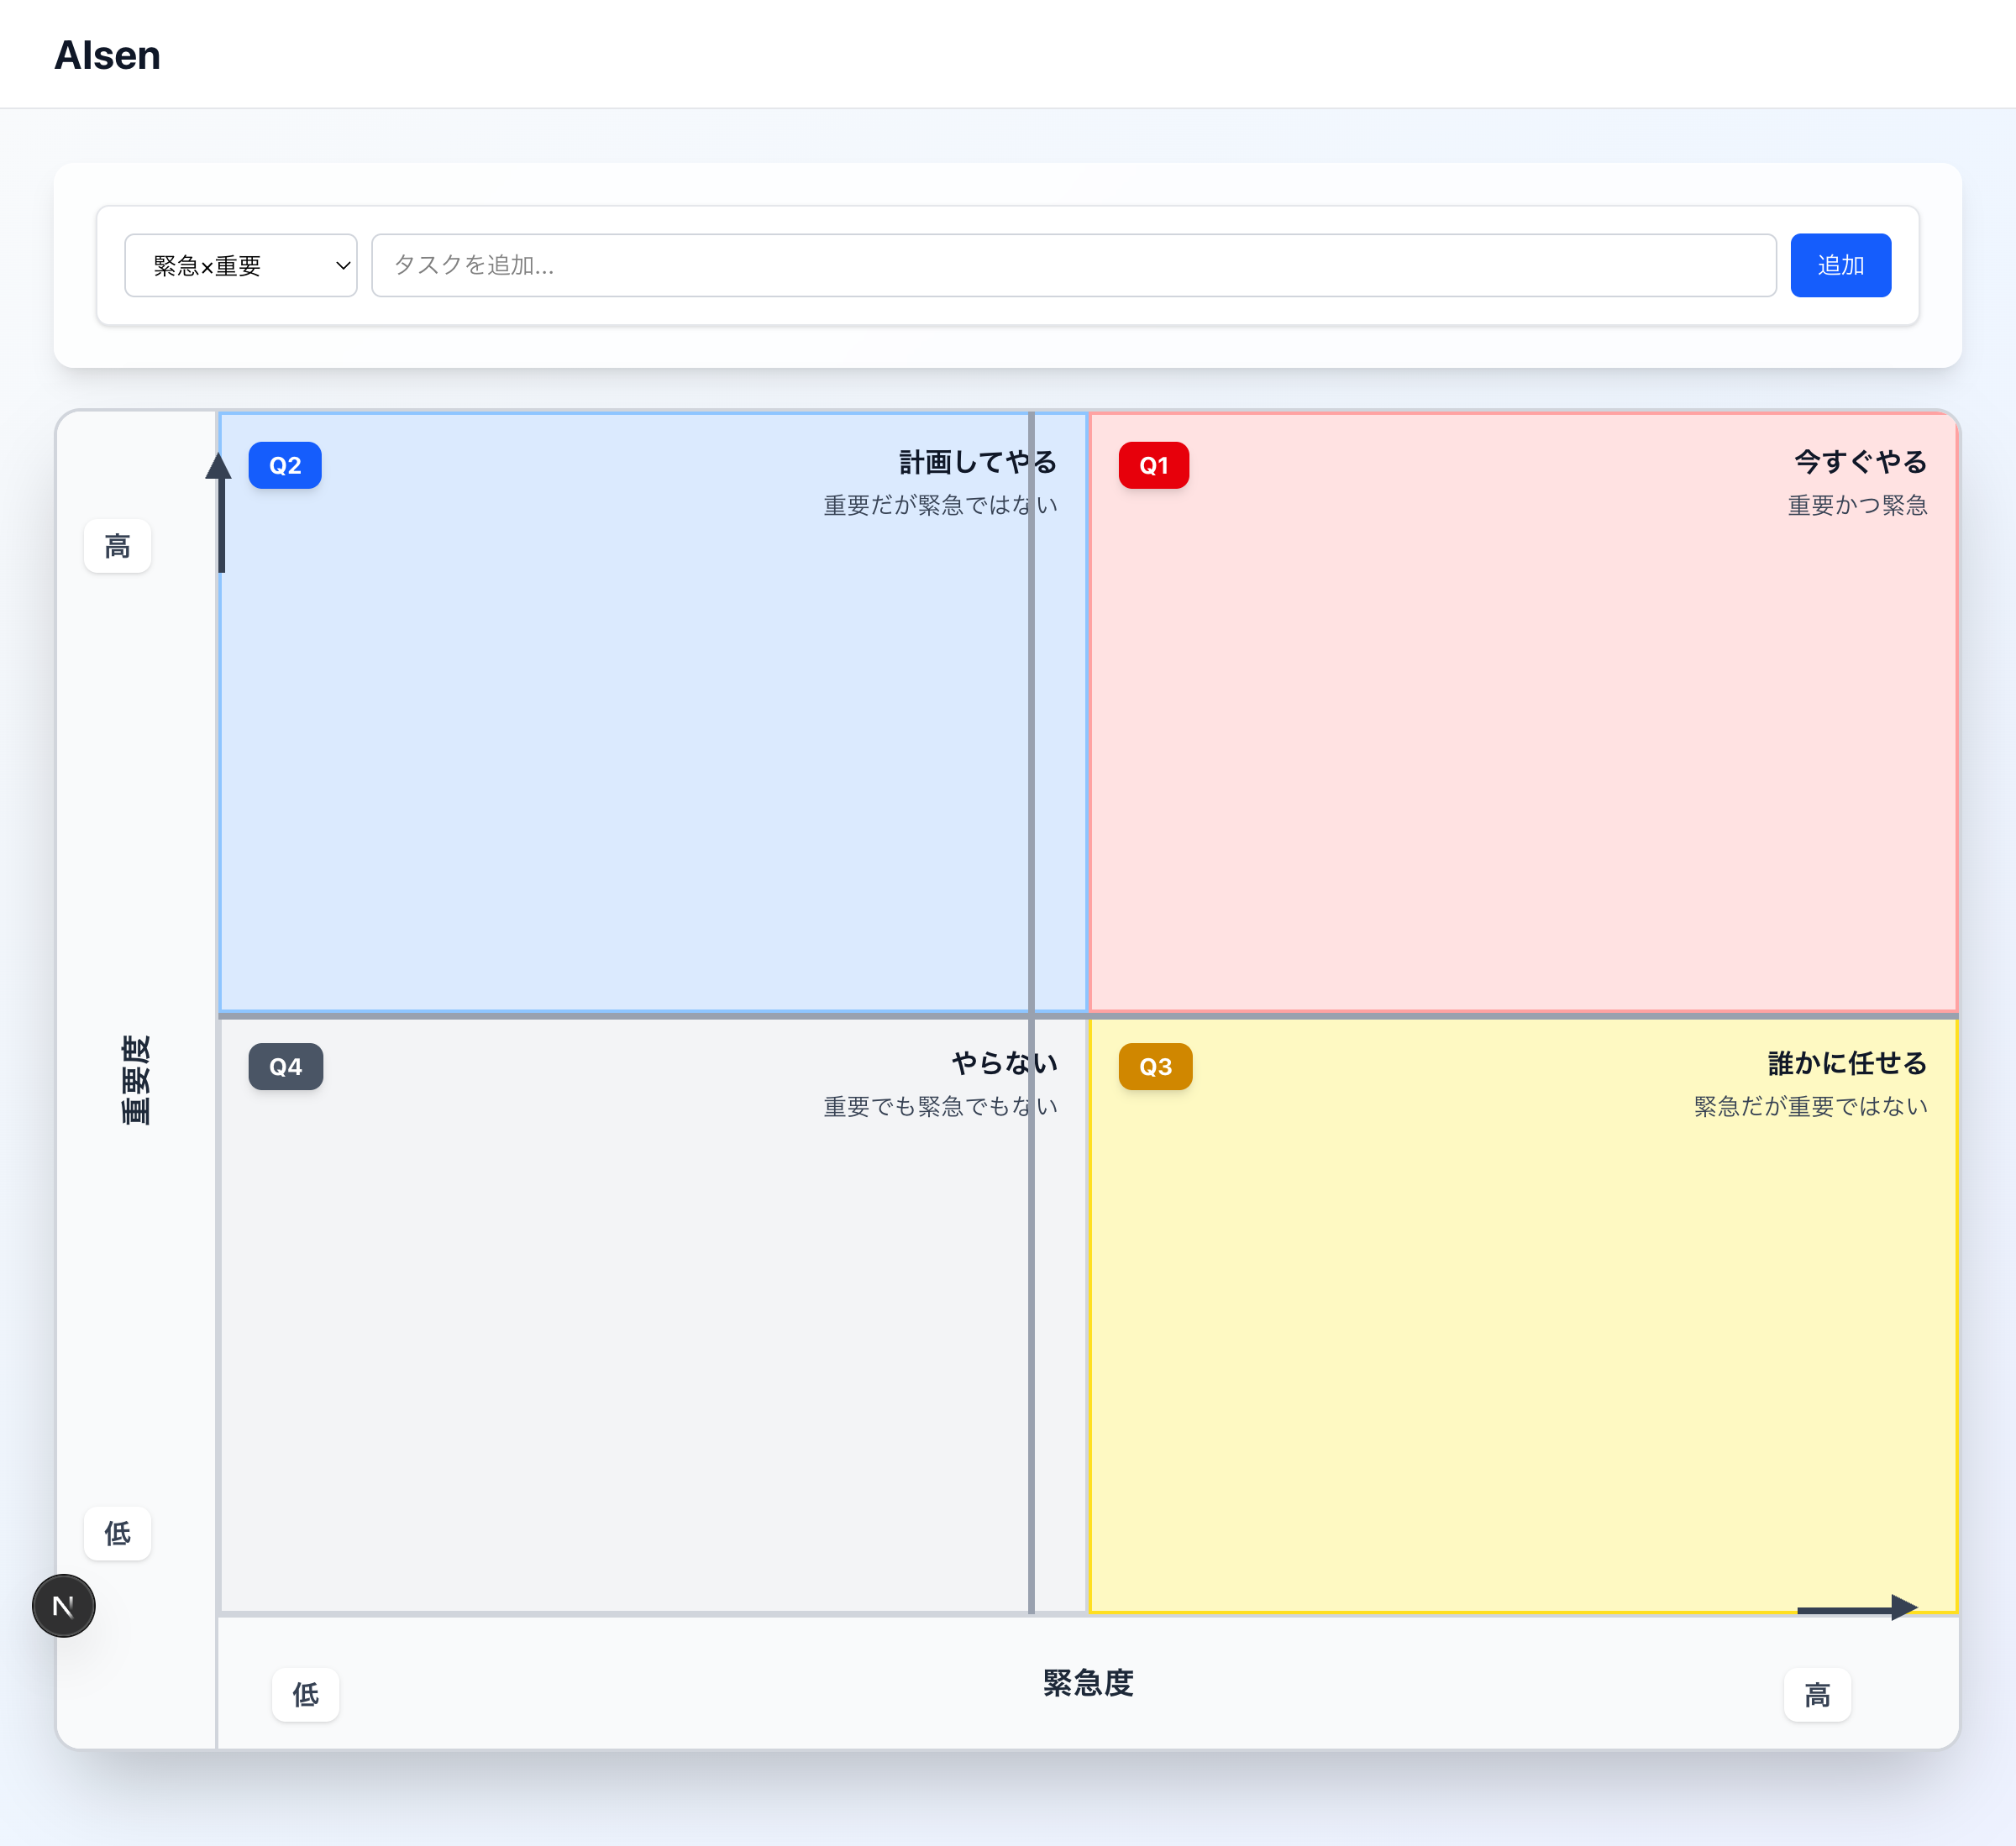 AIsen
緊急×重要
タスクを追加...
追加
高
Q2
計画してやる
重要だが緊急ではない
Q1
今すぐやる
重要かつ緊急
重要度
Q4
やらない
重要でも緊急でもない
Q3
誰かに任せる
緊急だが重要ではない
低
N
低
緊急度
高